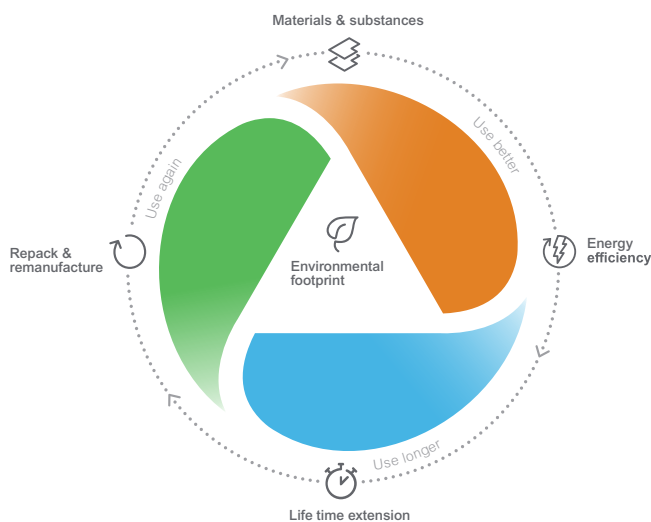 Materials & substances
Use better
Use again
Energy
efficiency
Repack &
remanufacture
Environmental
footprint
Use longer
Life time extension